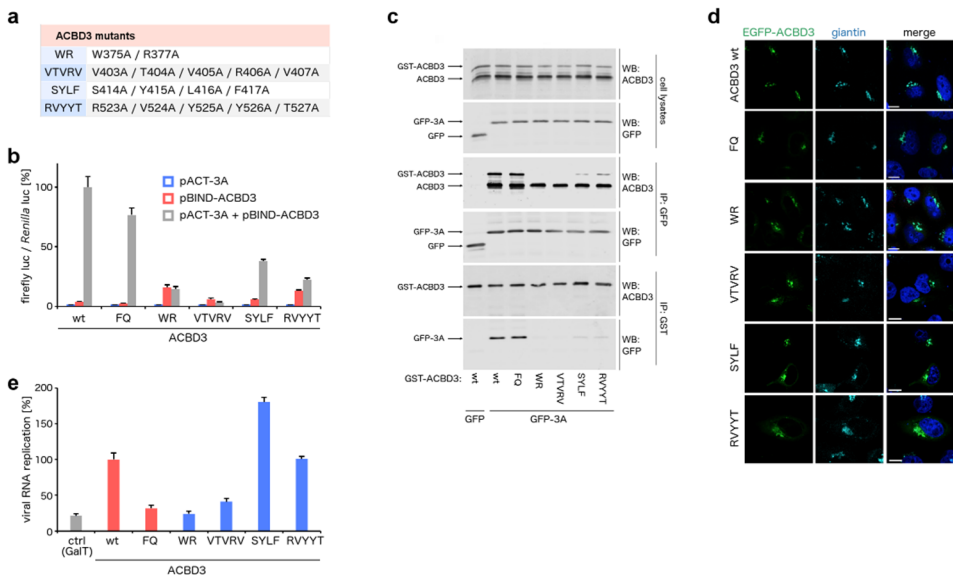 a
ACBD3 mutants
WR W375A / R377A
VTVRV V403A / T404A / V405A / R406A / V407A
SYLF S414A / Y415A / L416A / F417A
RVYYT R523A / V524A / Y525A / Y526A / T527A
b
firefly luc / Renilla luc [%]
100
50
0
pACT-3A
pBIND-ACBD3
pACT-3A + pBIND-ACBD3
wt FQ WR VTVRV SYLF RVYYT
ACBD3
e
viral RNA replication [%]
200
150
100
50
0
ctrl (GalT) wt FQ WR VTVRV SYLF RVYYT
ACBD3
c
GST-ACBD3
ACBD3
WB: ACBD3
GFP-3A
GFP
WB: GFP
cell lysates
GST-ACBD3
ACBD3
WB: ACBD3
GFP-3A
GFP
WB: GFP
IP: GFP
GST-ACBD3
WB: ACBD3
GFP-3A
WB: GFP
IP: GST
GST-ACBD3: wt wt FQ WR VTVRV SYLF RVYYT
GFP GFP-3A
d
EGFP-ACBD3 giantin merge
ACBD3 wt
FQ
WR
VTVRV
SYLF
RVYYT